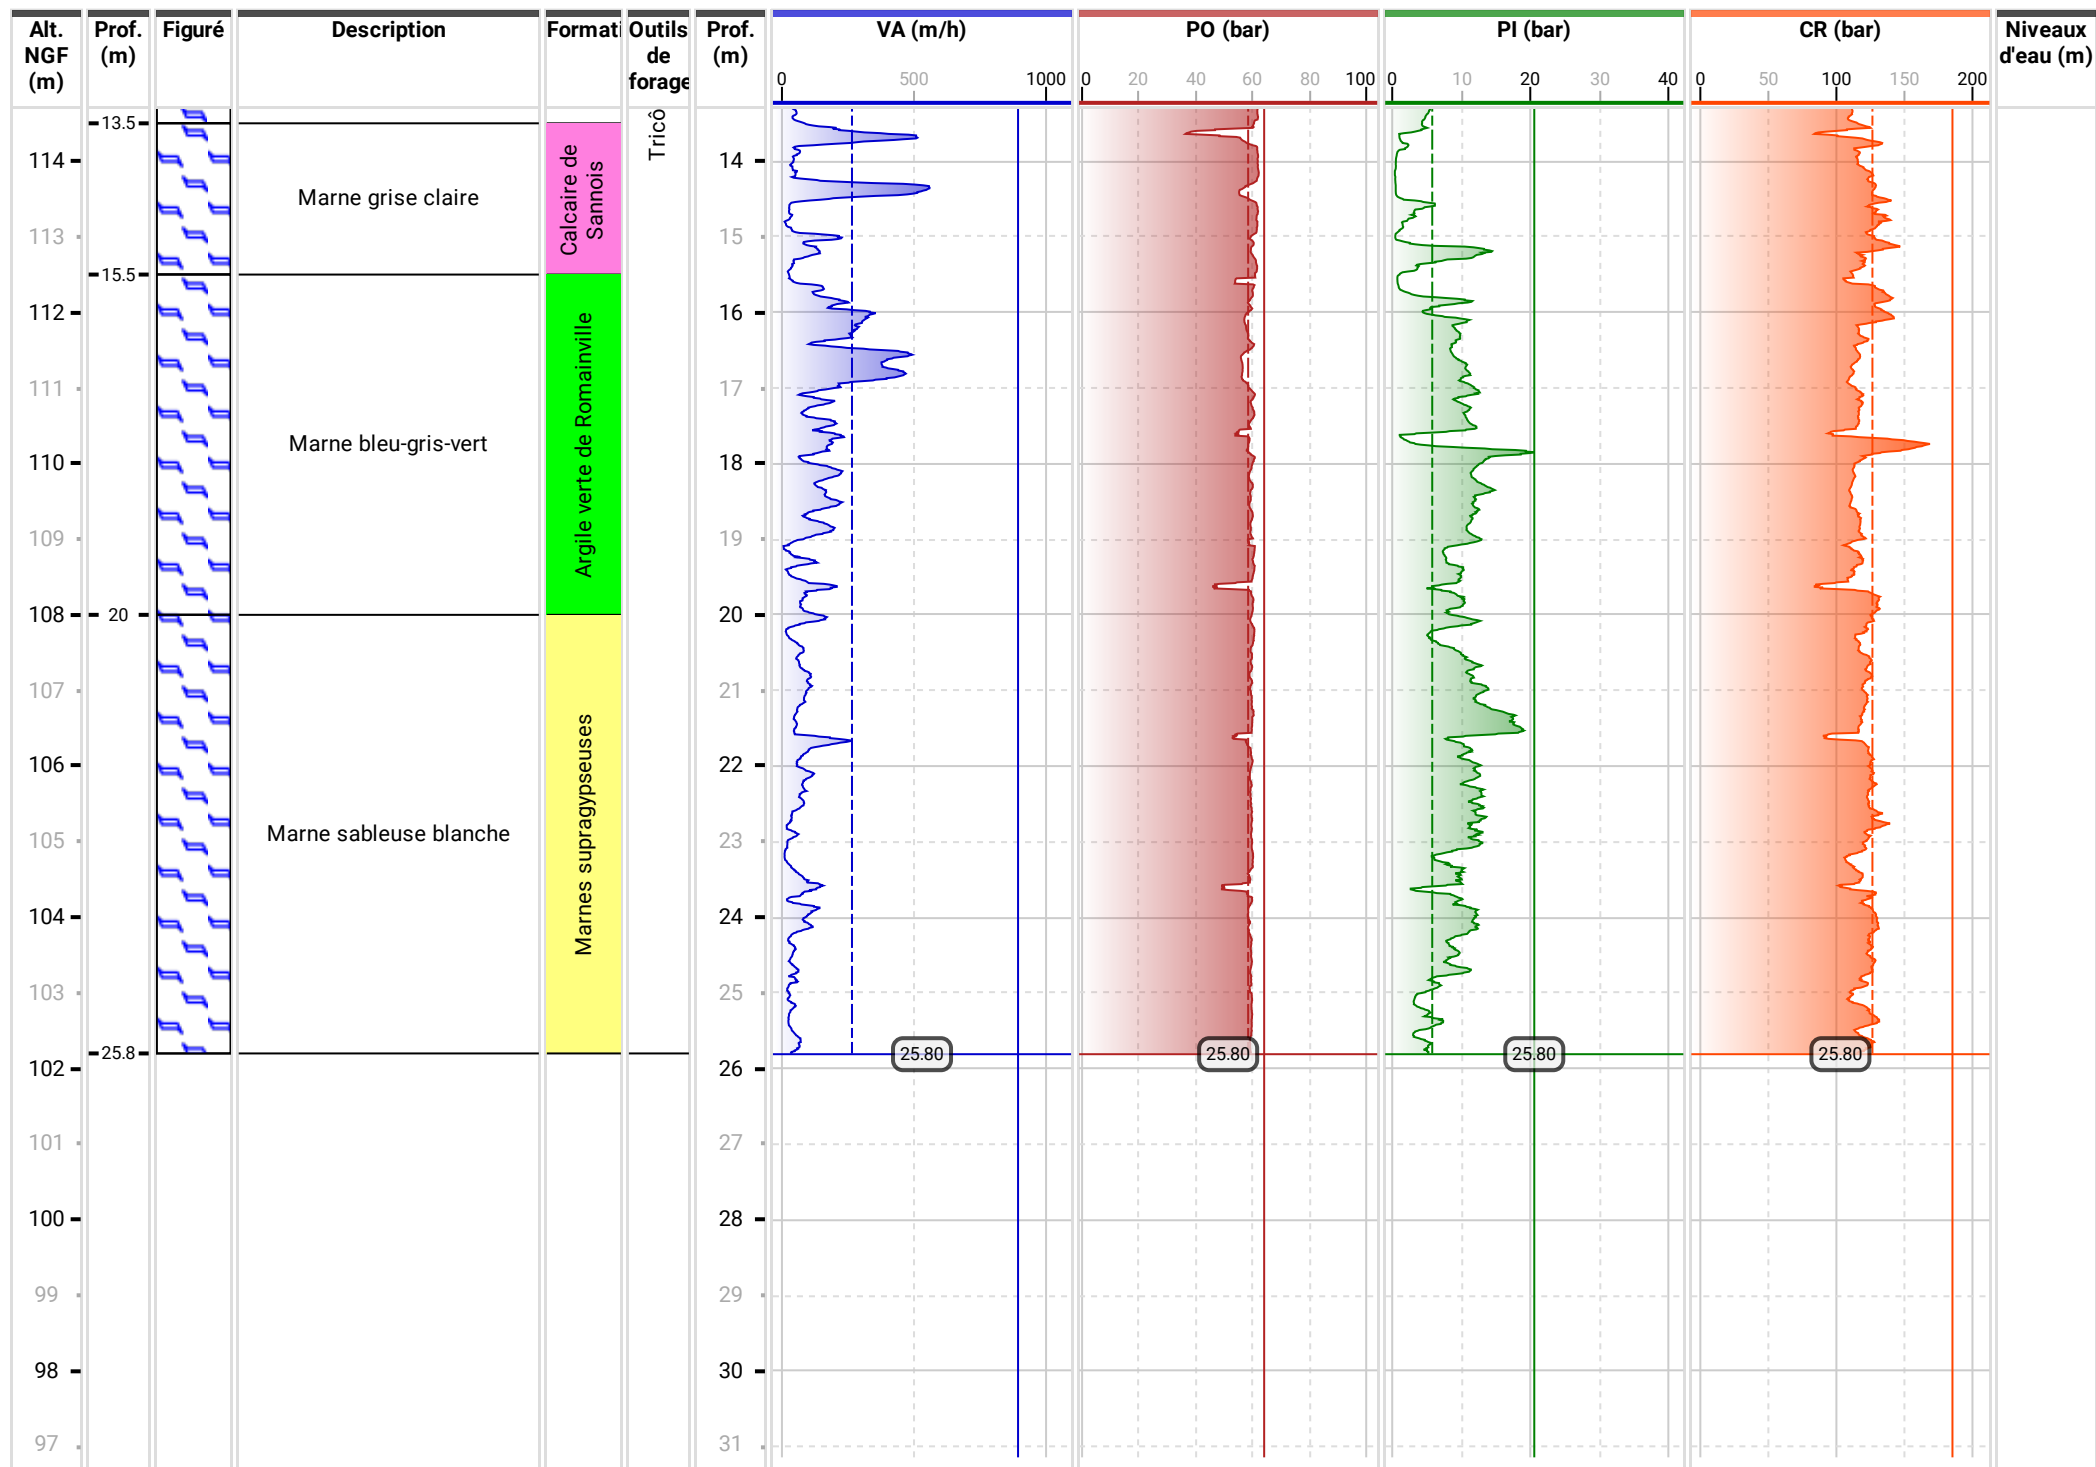 Alt.
NGF
(m)
Prof.
(m)
Figuré
Description
Formati
Outils
de
forage
Prof.
(m)
VA (m/h)
0 500 1000
PO (bar)
0 20 40 60 80 100
PI (bar)
0 10 20 30 40
CR (bar)
0 50 100 150 200
Niveaux
d'eau (m)
114
113
112
111
110
109
108
107
106
105
104
103
102
101
100
99
98
97
13.5
15.5
20
25.8
Marne grise claire
Marne bleu-gris-vert
Marne sableuse blanche
Calcaire de
Sannois
Argile verte de Romainville
Marnes supragypseuses
Tricô
14
15
16
17
18
19
20
21
22
23
24
25
26
27
28
29
30
31
25.80
25.80
25.80
25.80